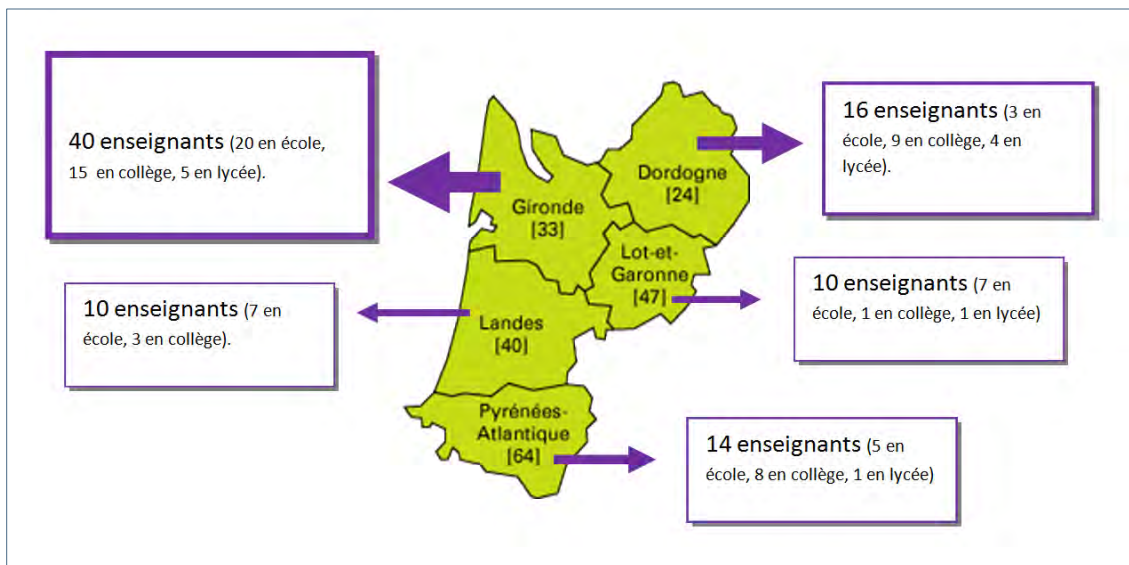 40 enseignants (20 en école,
15 en collège, 5 en lycée).
16 enseignants (3 en
école, 9 en collège, 4 en
lycée).
Dordogne
[24]
Gironde
[33]
Lot-et-
Garonne
[47]
10 enseignants (7 en
école, 1 en collège, 1 en lycée)
10 enseignants (7 en
école, 3 en collège).
Landes
[40]
Pyrénées-
Atlantique
[64]
14 enseignants (5 en
école, 8 en collège, 1 en lycée)